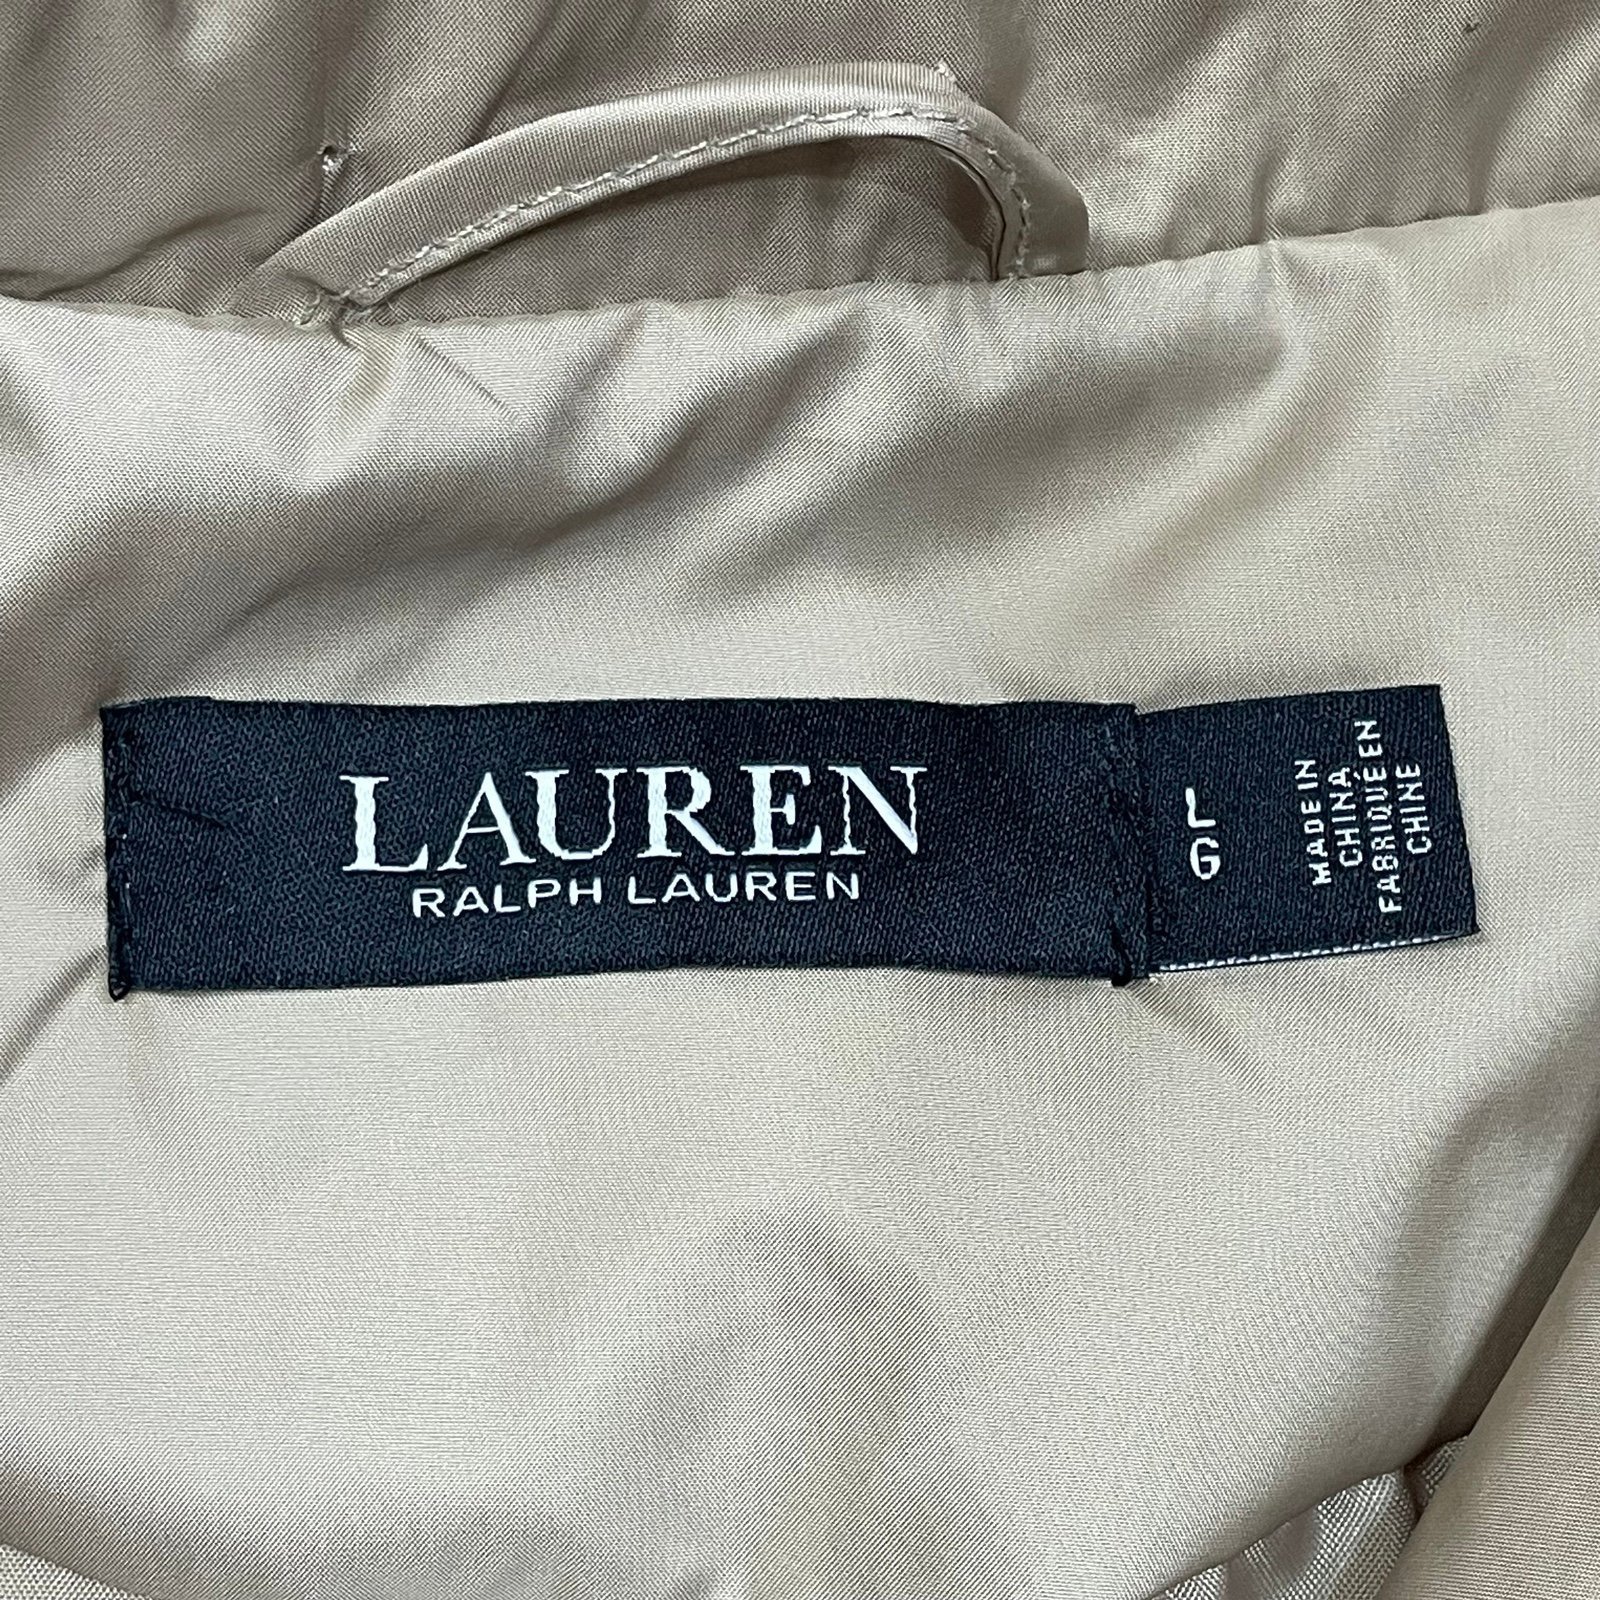 LAUREN
RALPH LAUREN
L
G
MADE IN
CHINA
FABRIQUÉ EN
CHINE